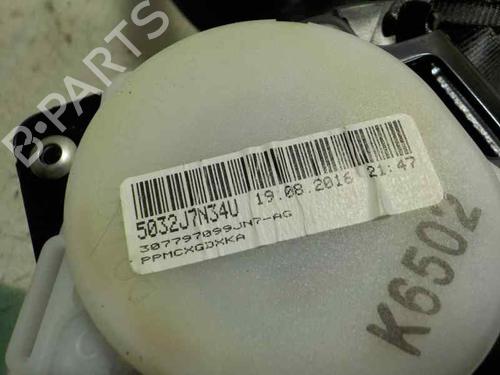 B-PARTS
5032J7N34U 19.08.2016 21:47
307797099JN7-AG
PPMCXGDXKA
K6502